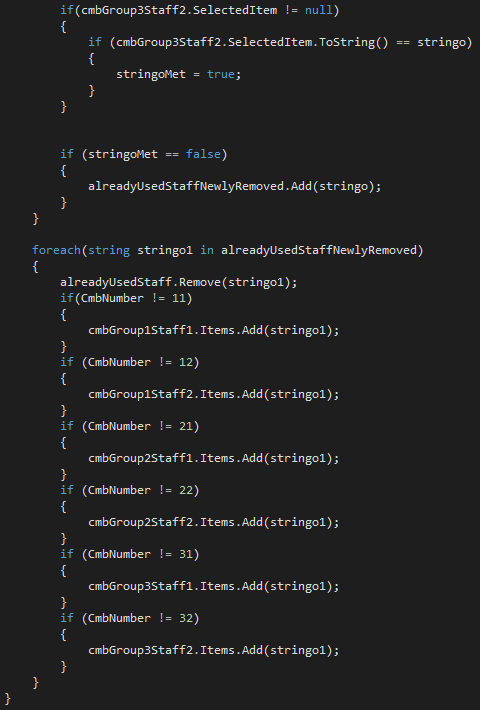 if(cmbGroup3Staff2.SelectedItem != null)
{
if (cmbGroup3Staff2.SelectedItem.ToString() == stringo)
{
stringoMet = true;
}
}
if (stringoMet == false)
{
alreadyUsedStaffNewlyRemoved.Add(stringo);
}
}
foreach(string stringo1 in alreadyUsedStaffNewlyRemoved)
{
alreadyUsedStaff.Remove(stringo1);
if(CmbNumber != 11)
{
cmbGroup1Staff1.Items.Add(stringo1);
}
if (CmbNumber != 12)
{
cmbGroup1Staff2.Items.Add(stringo1);
}
if (CmbNumber != 21)
{
cmbGroup2Staff1.Items.Add(stringo1);
}
if (CmbNumber != 22)
{
cmbGroup2Staff2.Items.Add(stringo1);
}
if (CmbNumber != 31)
{
cmbGroup3Staff1.Items.Add(stringo1);
}
if (CmbNumber != 32)
{
cmbGroup3Staff2.Items.Add(stringo1);
}
}
}